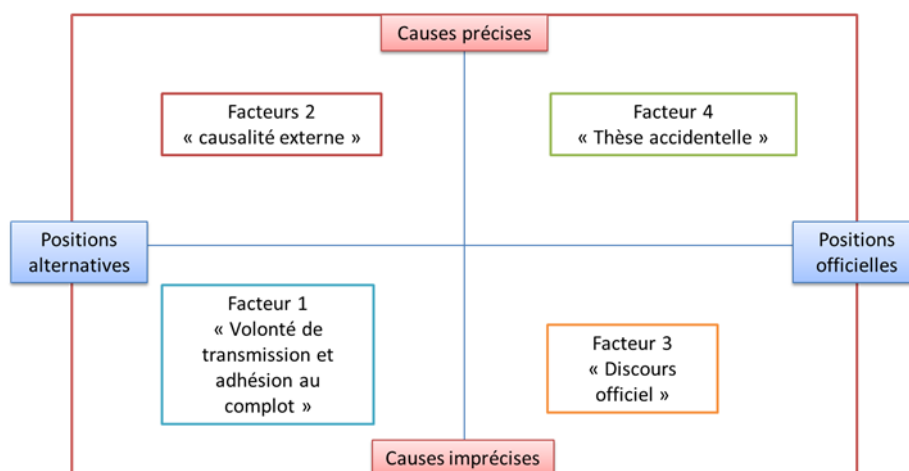 Causes précises
Facteurs 2
« causalité externe »
Facteur 4
« Thèse accidentelle »
Positions
alternatives
Positions
officielles
Facteur 1
« Volonté de
transmission et
adhésion au
complot »
Facteur 3
« Discours
officiel »
Causes imprécises